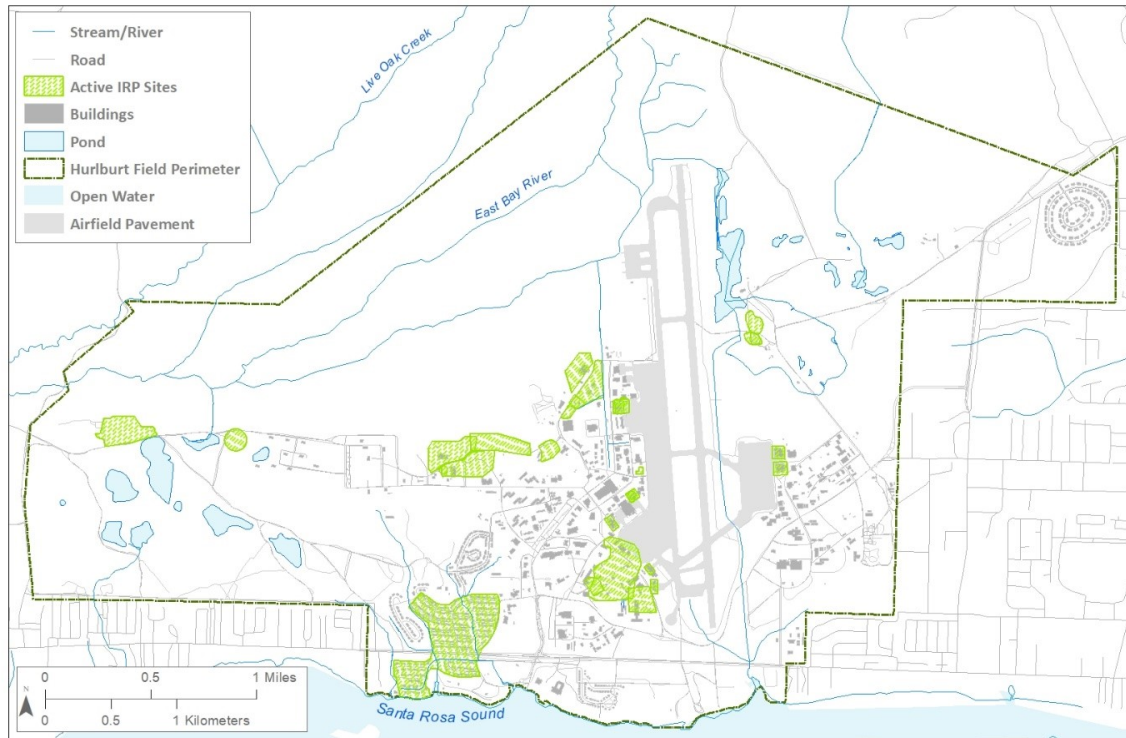 Stream/River
Road
Active IRP Sites
Buildings
Pond
Hurlburt Field Perimeter
Open Water
Airfield Pavement
Live Oak Creek
East Bay River
Santa Rosa Sound
N
0 0.5 1 Miles
0 0.5 1 Kilometers